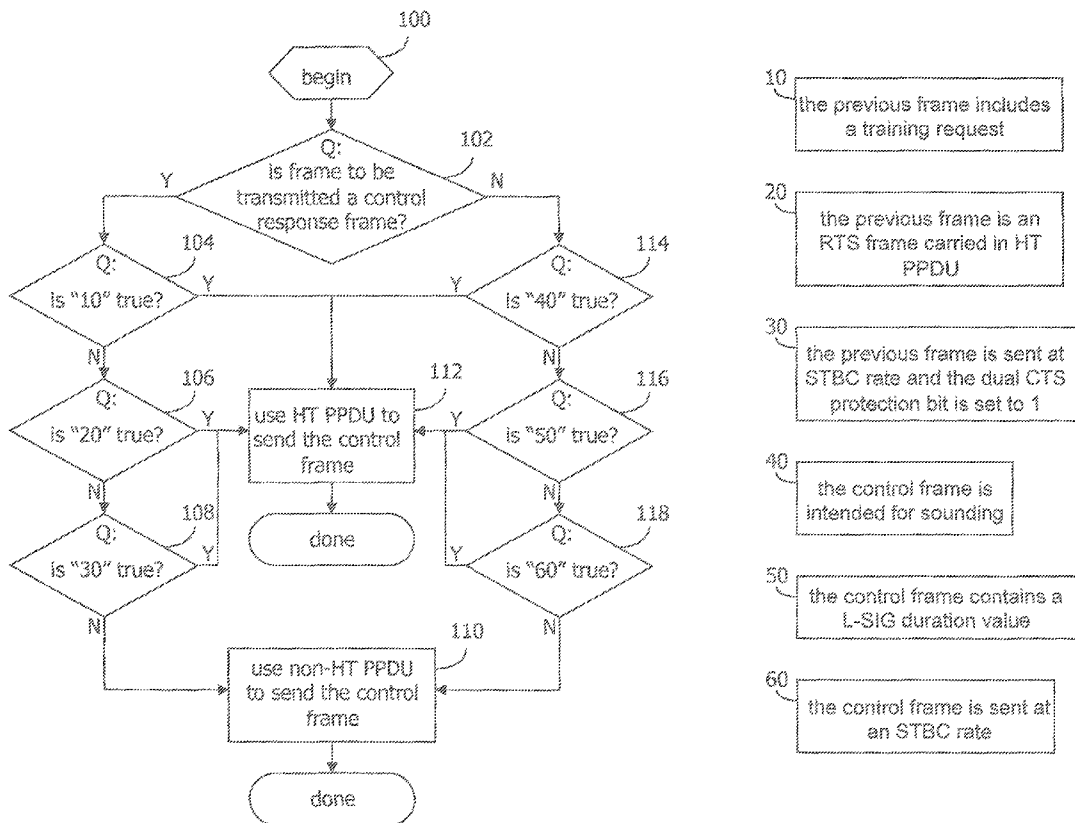 100
begin
102
Q:
is frame to be
transmitted a control
response frame?
Y
N
104
Q:
is "10" true?
Y
N
114
Q:
is "40" true?
Y
N
106
Q:
is "20" true?
Y
N
112
use HT PPDU to
send the control
frame
done
116
Q:
is "50" true?
Y
N
108
Q:
is "30" true?
Y
N
118
Q:
is "60" true?
Y
N
110
use non-HT PPDU
to send the control
frame
done
10
the previous frame includes
a training request
20
the previous frame is an
RTS frame carried in HT
PPDU
30
the previous frame is sent at
STBC rate and the dual CTS
protection bit is set to 1
40
the control frame is
intended for sounding
50
the control frame contains a
L-SIG duration value
60
the control frame is sent at
an STBC rate